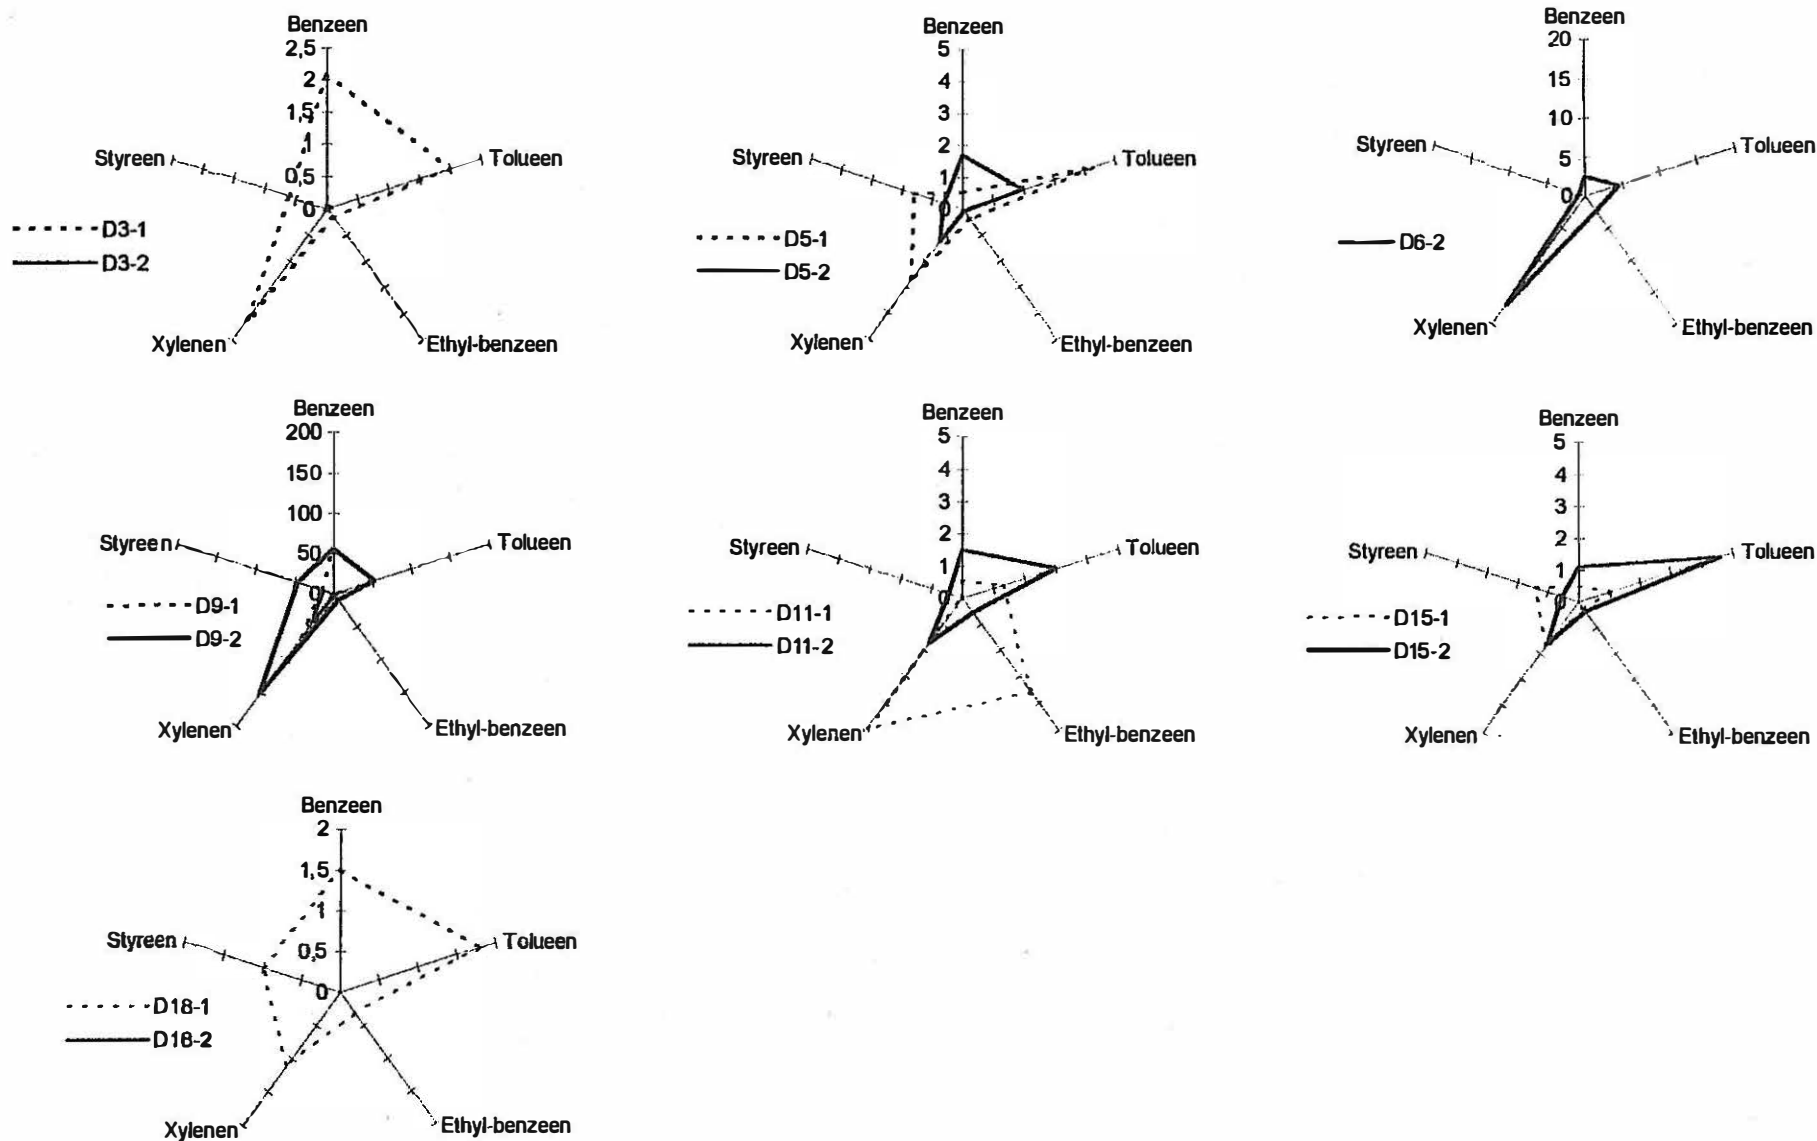 Benzeen
2,5
2
1,5
1
0,5
0
Styreen
Tolueen
D3-1
D3-2
Xylenen
Ethyl-benzeen
Benzeen
5
4
3
2
1
0
Styreen
Tolueen
D5-1
D5-2
Xylenen
Ethyl-benzeen
Benzeen
20
15
10
5
0
Styreen
Tolueen
D6-2
Xylenen
Ethyl-benzeen
Benzeen
200
150
100
50
0
Styreen
Tolueen
D9-1
D9-2
Xylenen
Ethyl-benzeen
Benzeen
5
4
3
2
1
0
Styreen
Tolueen
D11-1
D11-2
Xylenen
Ethyl-benzeen
Benzeen
5
4
3
2
1
0
Styreen
Tolueen
D15-1
D15-2
Xylenen
Ethyl-benzeen
Benzeen
2
1,5
1
0,5
0
Styreen
Tolueen
D18-1
D18-2
Xylenen
Ethyl-benzeen